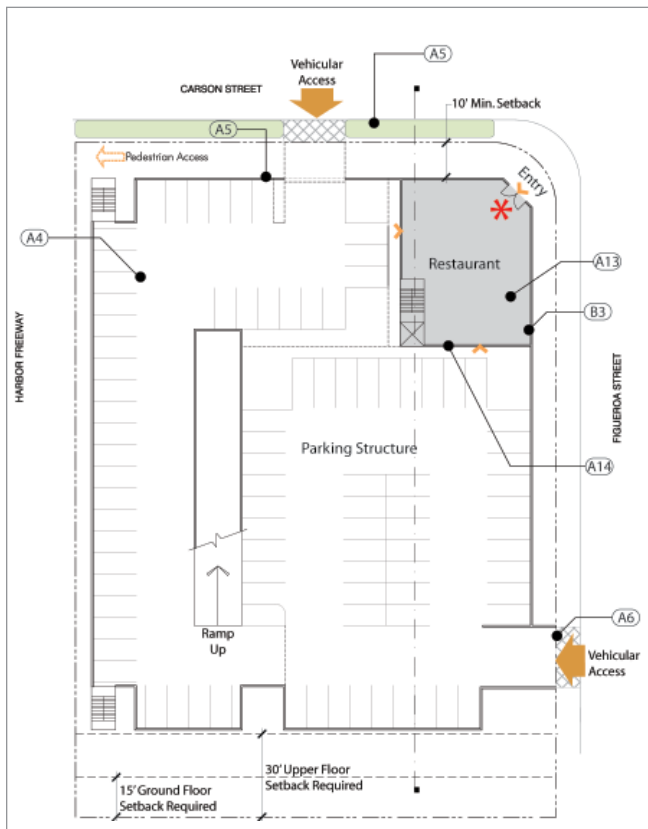 A5
Vehicular
Access
CARSON STREET
10' Min. Setback
A5
Pedestrian Access
Entry
A4
Restaurant
A13
B3
HARBOR FREEWAY
FIGUEROA STREET
Parking Structure
A14
A6
Ramp
Up
Vehicular
Access
30' Upper Floor
Setback Required
15' Ground Floor
Setback Required